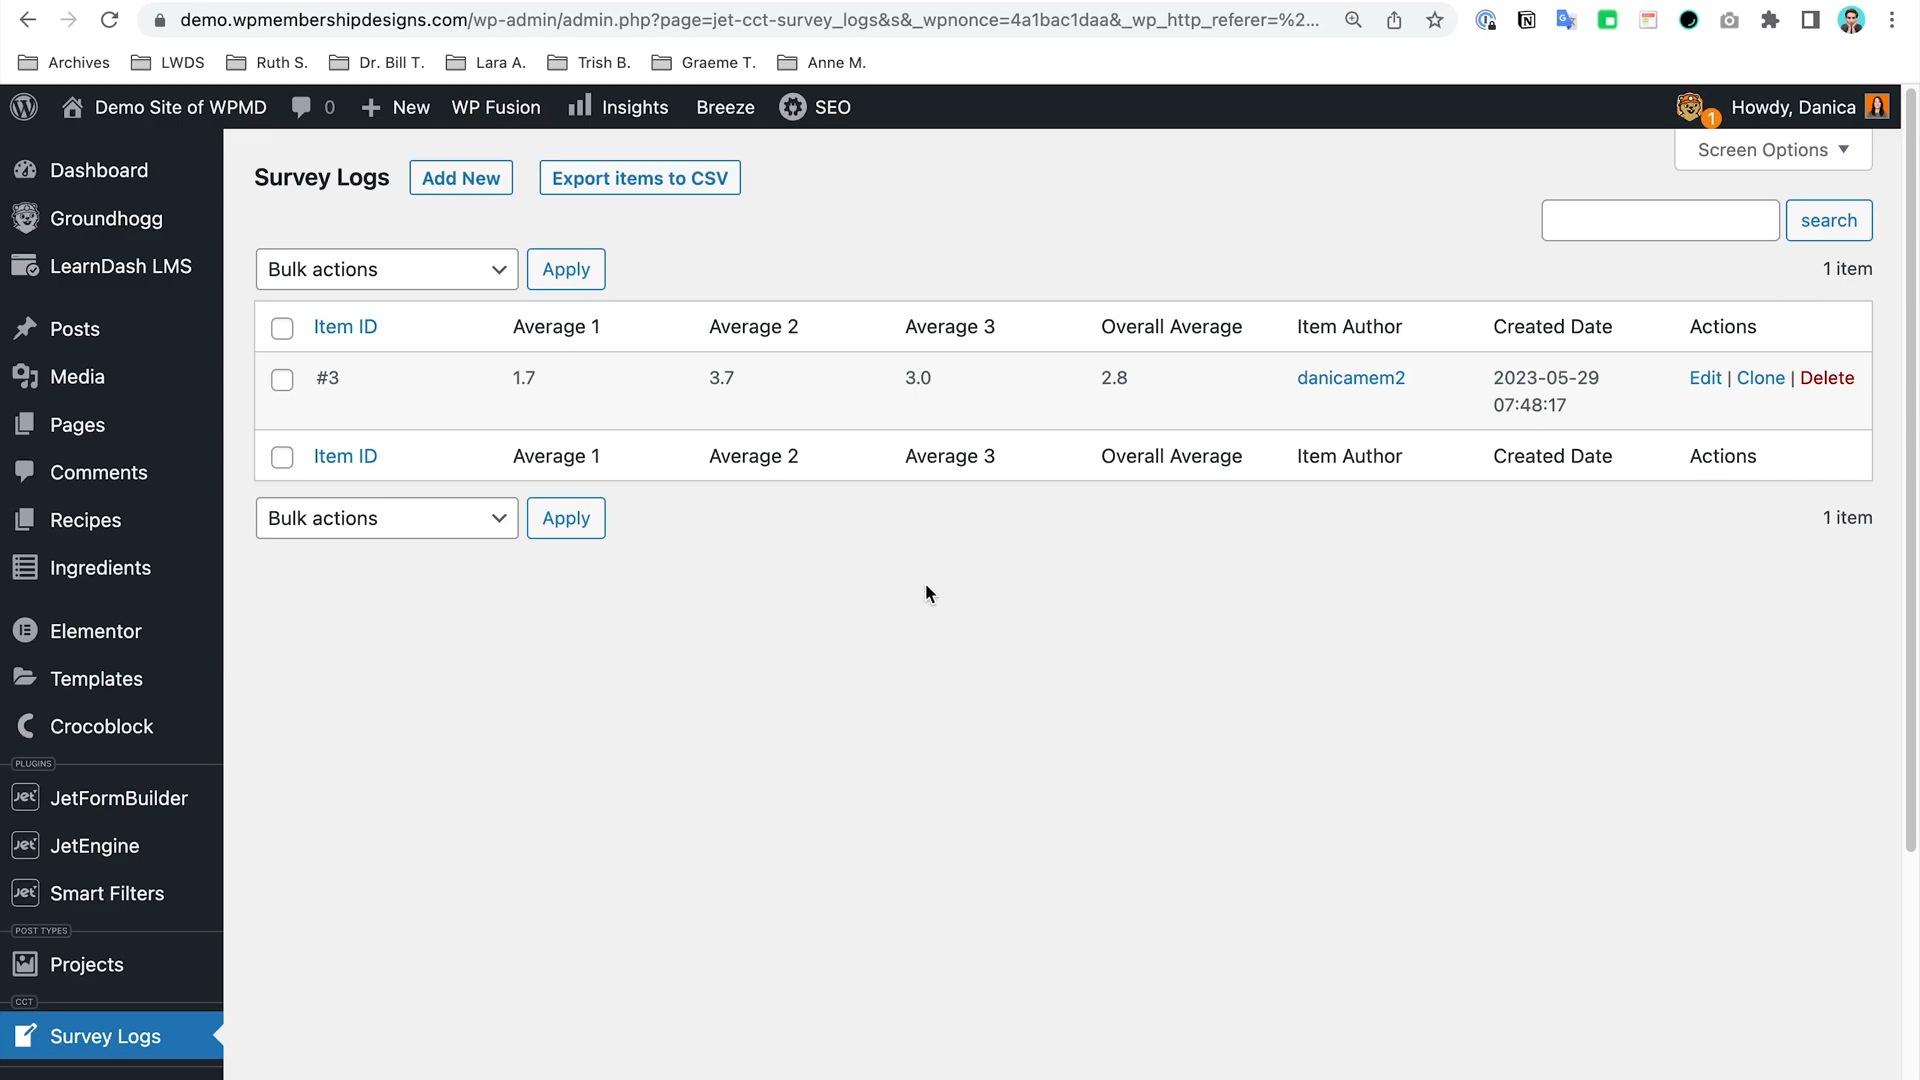 demo.wpmembershipdesigns.com/wp-admin/admin.php?page=jet-cct-survey_logs&s&_wpnonce=4a1bac1daa&_wp_http_referer=%2...
Archives LWDS Ruth S. Dr. Bill T. Lara A. Trish B. Graeme T. Anne M.
Demo Site of WPMD 0 New WP Fusion Insights Breeze SEO 1 Howdy, Danica
Screen Options
Dashboard
Groundhogg
LearnDash LMS
Posts
Media
Pages
Comments
Recipes
Ingredients
Elementor
Templates
Crocoblock
PLUGINS
JetFormBuilder
JetEngine
Smart Filters
POST TYPES
Projects
CCT
Survey Logs
Survey Logs Add New Export items to CSV
search
Bulk actions Apply 1 item
Item ID Average 1 Average 2 Average 3 Overall Average Item Author Created Date Actions
#3 1.7 3.7 3.0 2.8 danicamem2 2023-05-29 Edit | Clone | Delete
07:48:17
Item ID Average 1 Average 2 Average 3 Overall Average Item Author Created Date Actions
Bulk actions Apply 1 item